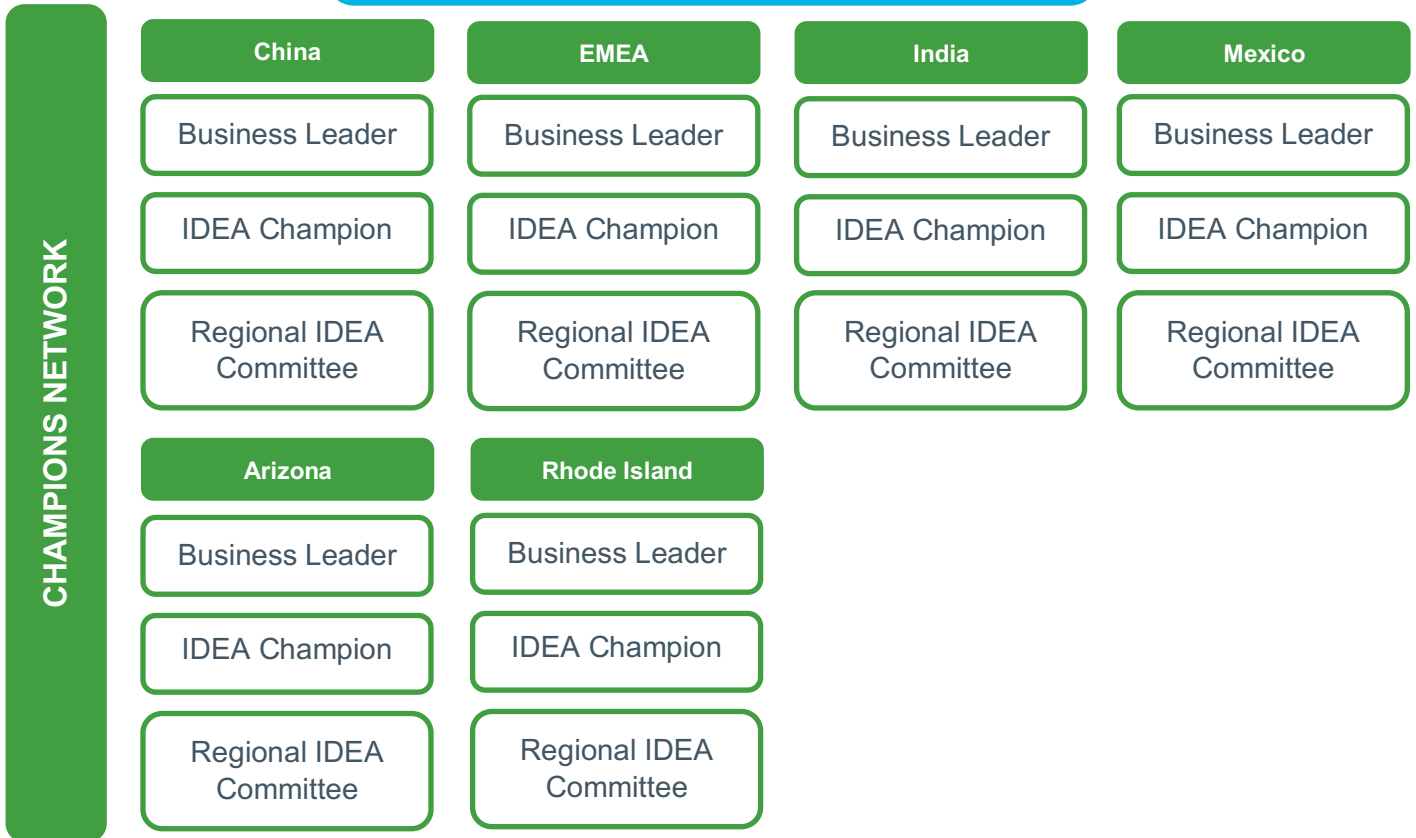 CHAMPIONS NETWORK
China
Business Leader
IDEA Champion
Regional IDEA
Committee
EMEA
Business Leader
IDEA Champion
Regional IDEA
Committee
India
Business Leader
IDEA Champion
Regional IDEA
Committee
Mexico
Business Leader
IDEA Champion
Regional IDEA
Committee
Arizona
Business Leader
IDEA Champion
Regional IDEA
Committee
Rhode Island
Business Leader
IDEA Champion
Regional IDEA
Committee